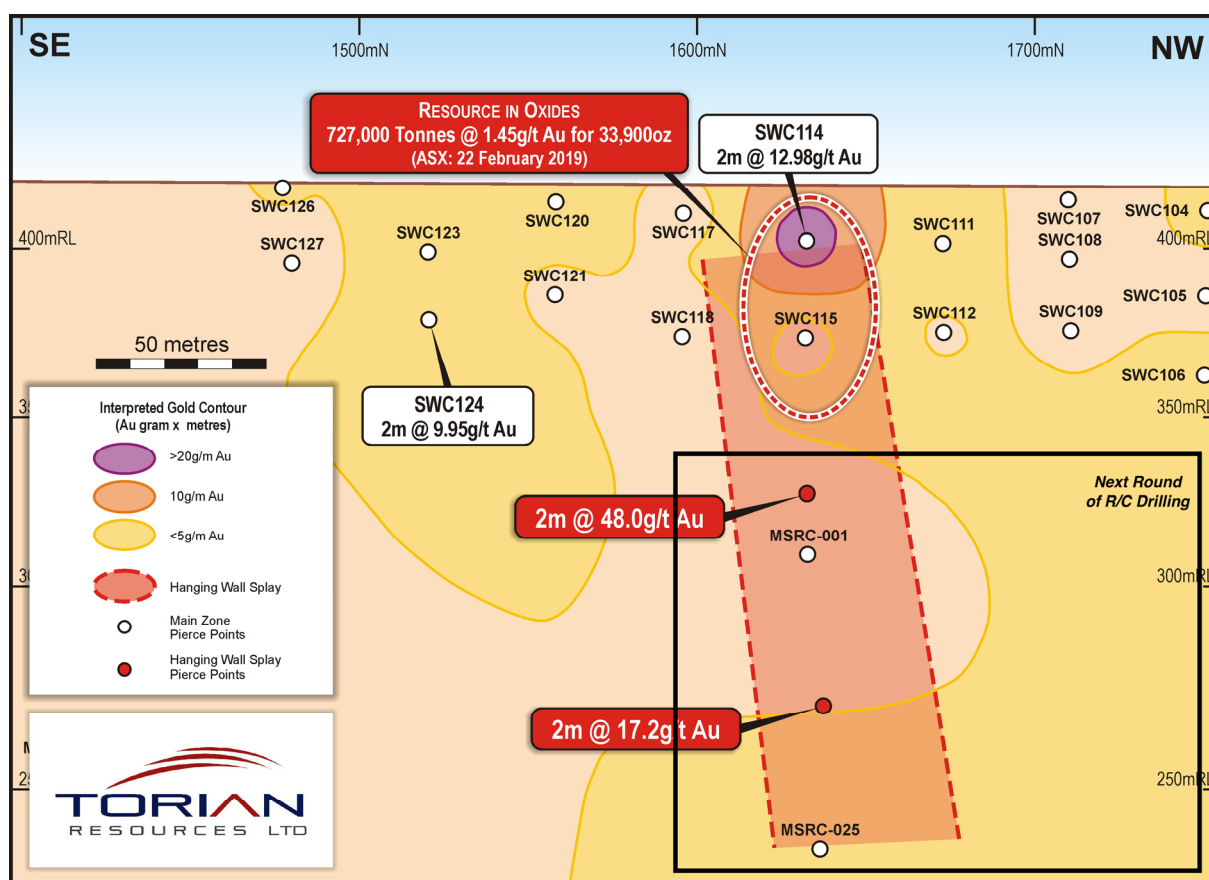 SE
1500mN
1600mN
1700mN
NW
RESOURCE IN OXIDES
727,000 Tonnes @ 1.45g/t Au for 33,900oz
(ASX: 22 February 2019)
SWC114
2m @ 12.98g/t Au
SWC126
SWC127
SWC123
SWC120
SWC121
SWC117
SWC118
SWC115
SWC111
SWC112
SWC107
SWC108
SWC109
SWC104
SWC105
SWC106
400mRL
400mRL
50 metres
SWC124
2m @ 9.95g/t Au
350mRL
Interpreted Gold Contour
(Au gram x metres)
>20g/m Au
10g/m Au
<5g/m Au
Hanging Wall Splay
Main Zone
Pierce Points
Hanging Wall Splay
Pierce Points
Next Round
of R/C Drilling
2m @ 48.0g/t Au
MSRC-001
300mRL
2m @ 17.2g/t Au
250mRL
MSRC-025
TORIAN
RESOURCES LTD